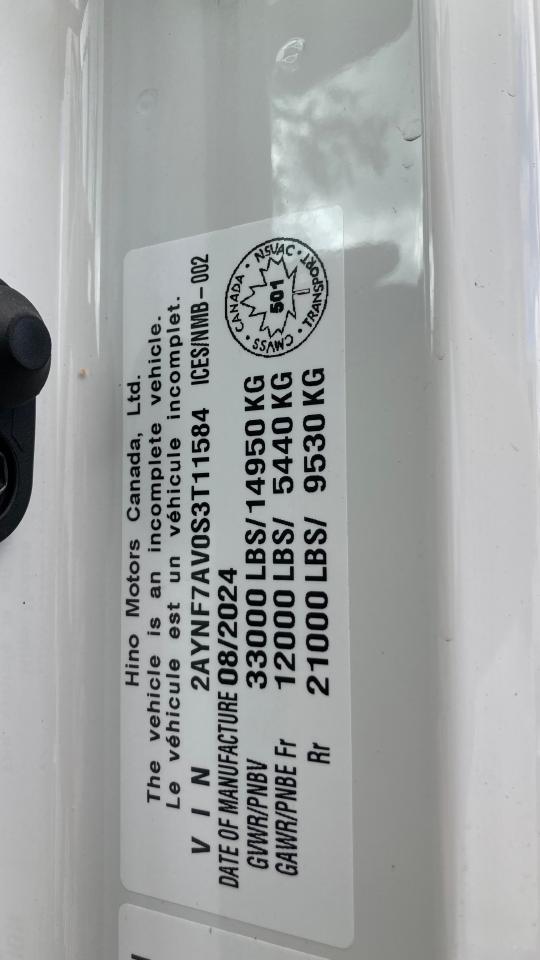 Hino Motors Canada, Ltd.
The vehicle is an incomplete vehicle.
Le véhicule est un véhicule incomplet.
V I N 2AYNF7AV0S3T11584 ICES/NMB-002
DATE OF MANUFACTURE 08/2024
GVWR/PNBV 33000 LBS/14950 KG
GAWR/PNBE Fr 12000 LBS/ 5440 KG
Rr 21000 LBS/ 9530 KG
CANADA · NSVAC · TRANSPORT · CMVSS ·
501